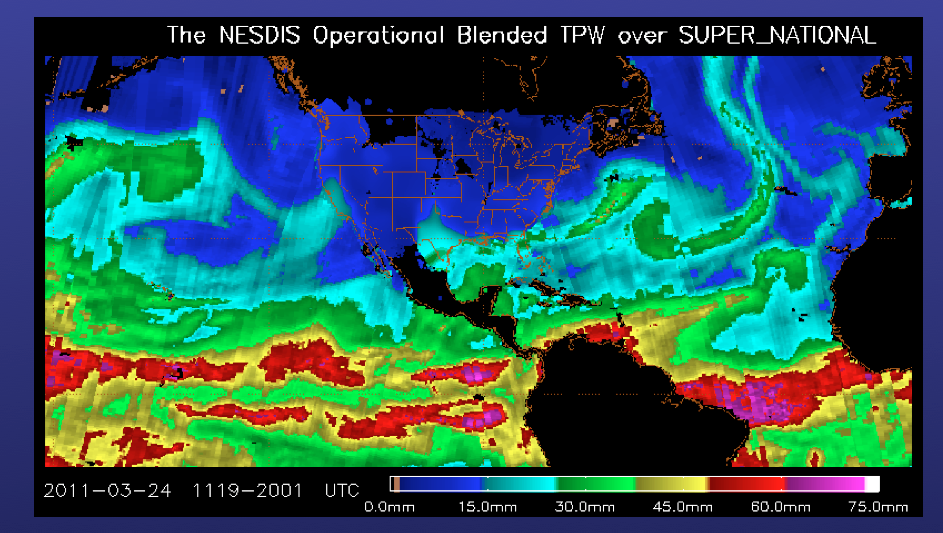 The NESDIS Operational Blended TPW over SUPER_NATIONAL
2011-03-24 1119-2001 UTC
0.0mm 15.0mm 30.0mm 45.0mm 60.0mm 75.0mm